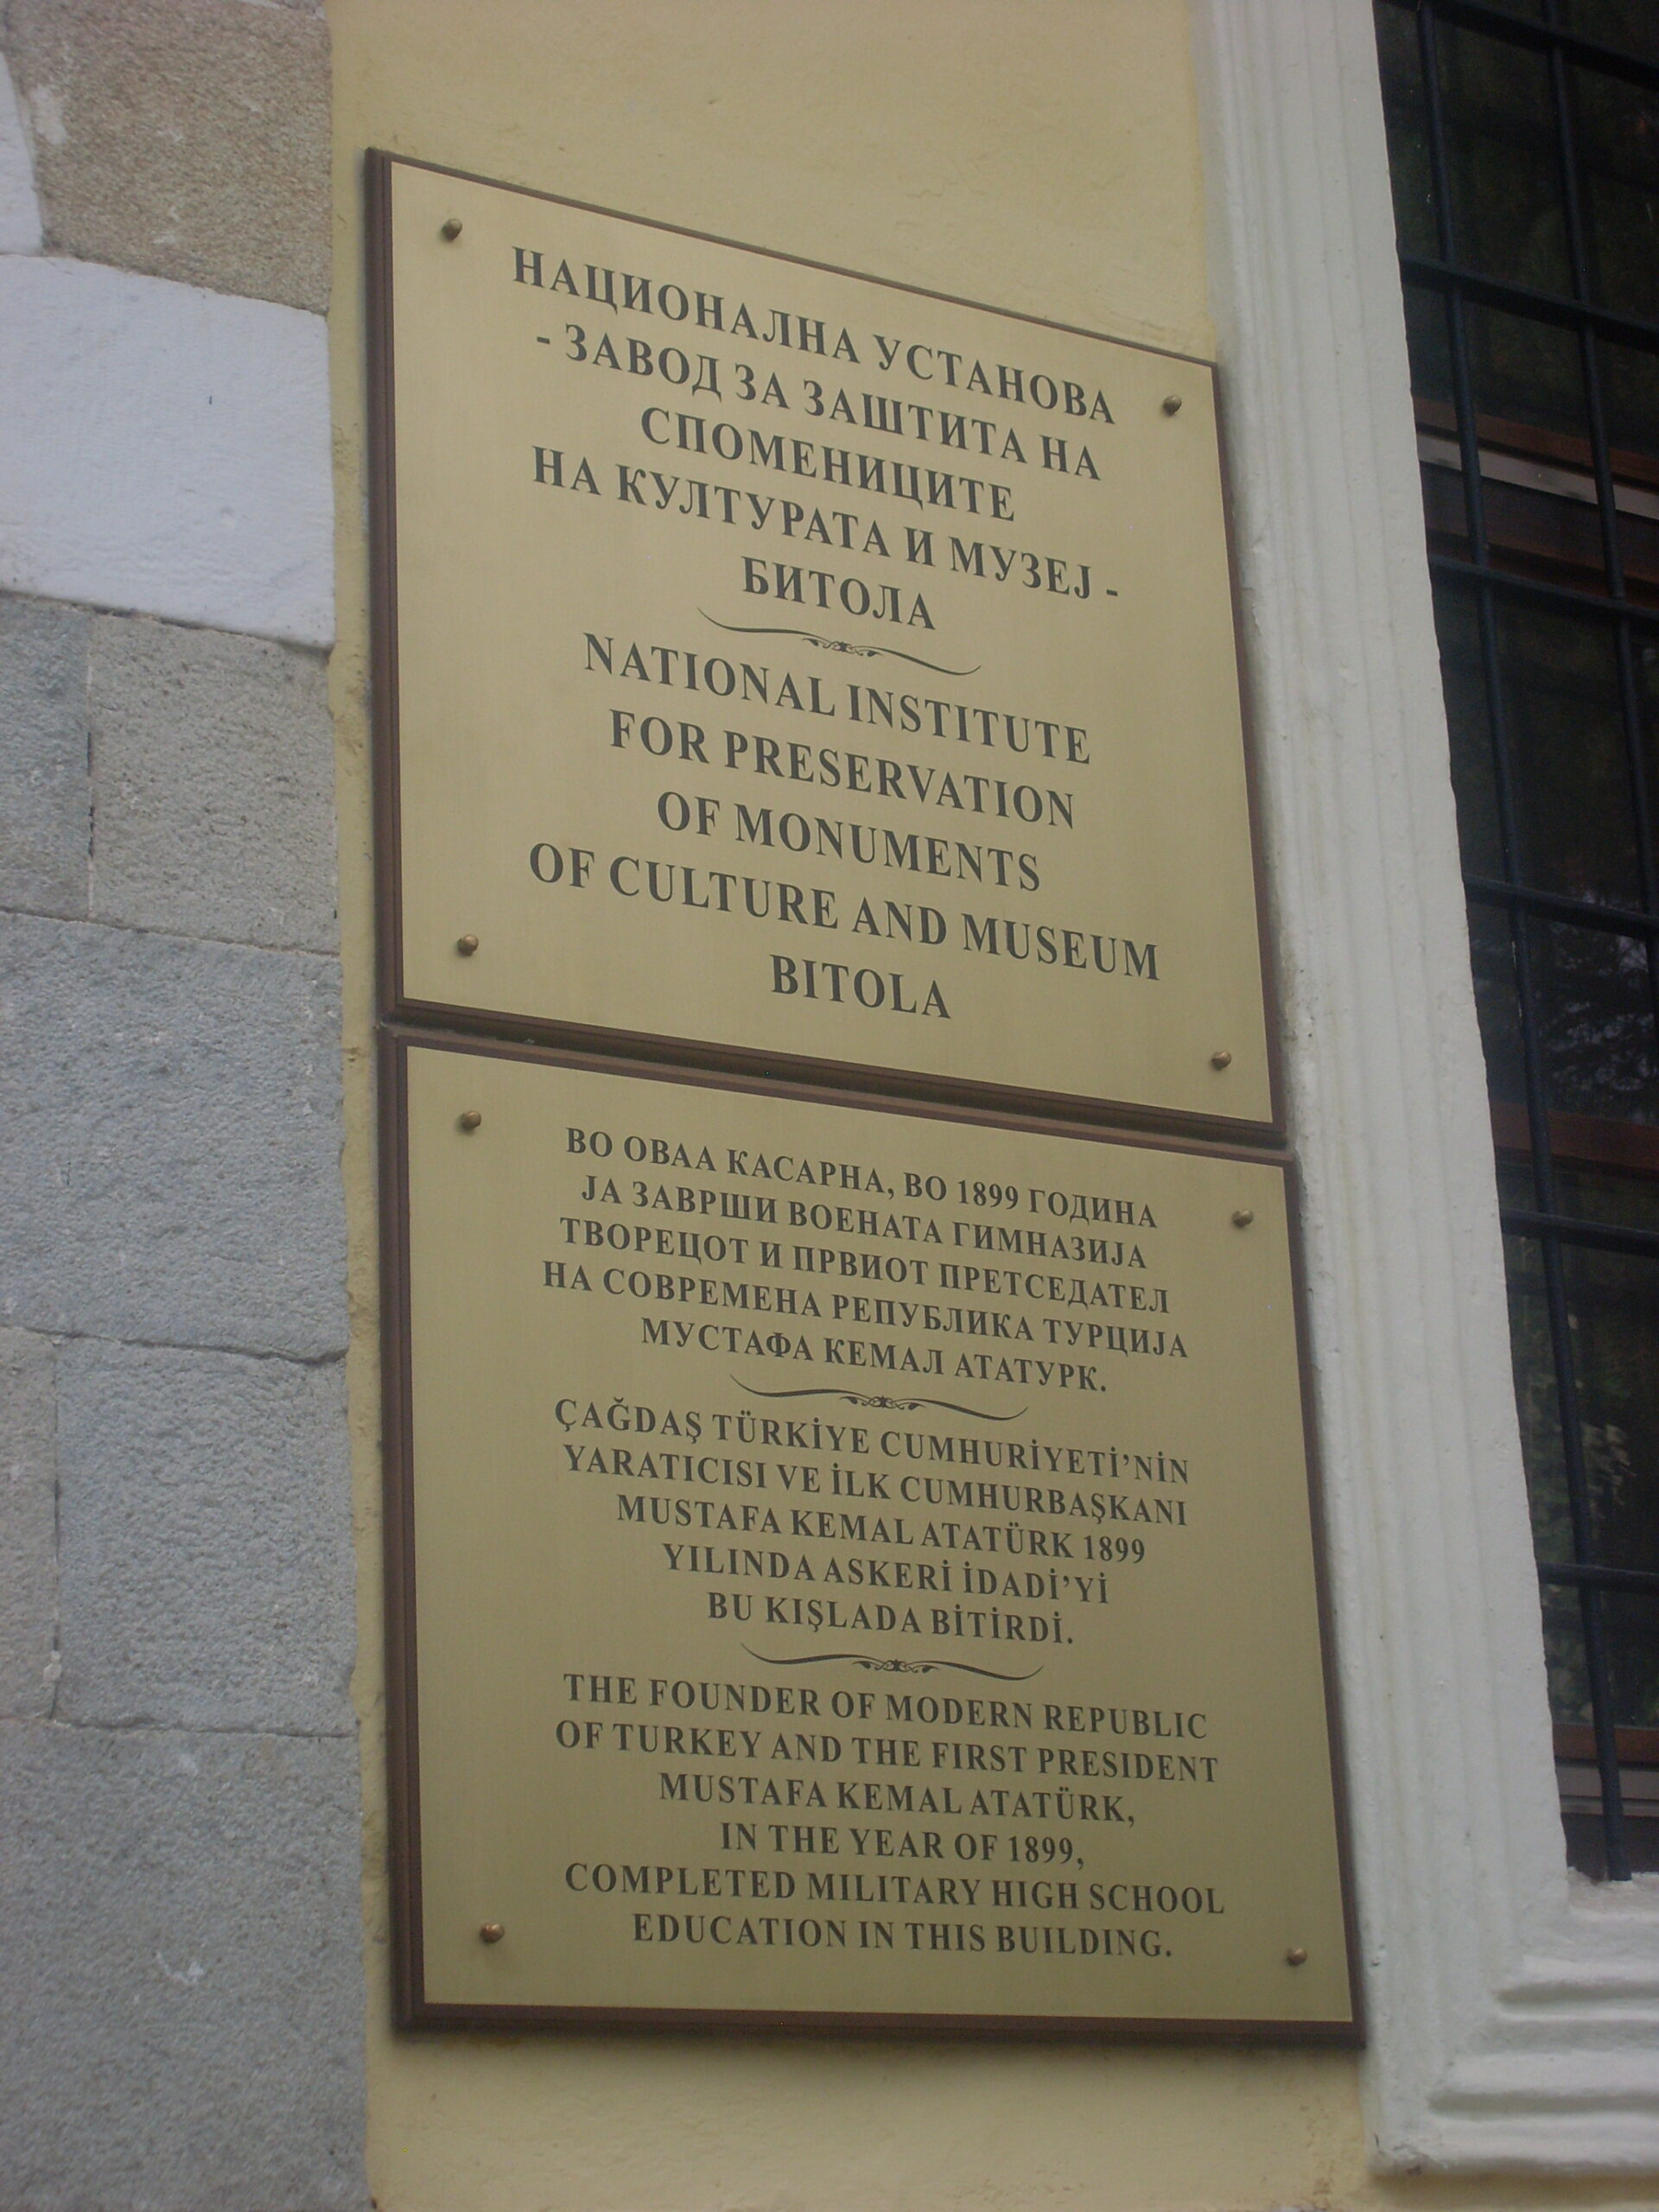 НАЦИОНАЛНА УСТАНОВА
- ЗАВОД ЗА ЗАШТИТА НА
СПОМЕНИЦИТЕ
НА КУЛТУРАТА И МУЗЕЈ -
БИТОЛА
NATIONAL INSTITUTE
FOR PRESERVATION
OF MONUMENTS
OF CULTURE AND MUSEUM
BITOLA
ВО ОВАА КАСАРНА, ВО 1899 ГОДИНА
ЈА ЗАВРШИ ВОЕНАТА ГИМНАЗИЈА
ТВОРЕЦОТ И ПРВИОТ ПРЕТСЕДАТЕЛ
НА СОВРЕМЕНА РЕПУБЛИКА ТУРЦИЈА
МУСТАФА КЕМАЛ АТАТУРК.
ÇAĞDAŞ TÜRKİYE CUMHURİYETİ’NİN
YARATICISI VE İLK CUMHURBAŞKANI
MUSTAFA KEMAL ATATÜRK 1899
YILINDA ASKERİ İDADİ’Yİ
BU KIŞLADA BİTİRDİ.
THE FOUNDER OF MODERN REPUBLIC
OF TURKEY AND THE FIRST PRESIDENT
MUSTAFA KEMAL ATATÜRK,
IN THE YEAR OF 1899,
COMPLETED MILITARY HIGH SCHOOL
EDUCATION IN THIS BUILDING.